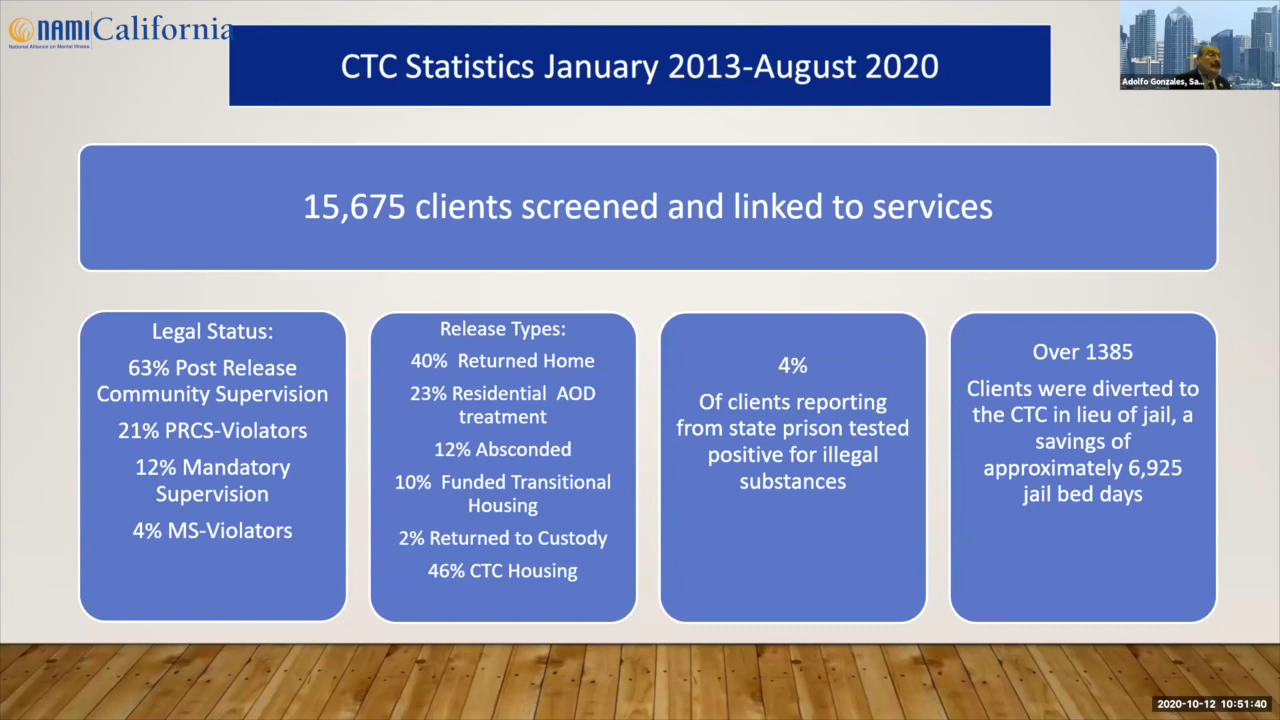 NAMI California
National Alliance on Mental Illness
CTC Statistics January 2013-August 2020
Adolfo Gonzales, Sa...
15,675 clients screened and linked to services
Legal Status:
63% Post Release
Community Supervision
21% PRCS-Violators
12% Mandatory
Supervision
4% MS-Violators
Release Types:
40% Returned Home
23% Residential AOD
treatment
12% Absconded
10% Funded Transitional
Housing
2% Returned to Custody
46% CTC Housing
4%
Of clients reporting
from state prison tested
positive for illegal
substances
Over 1385
Clients were diverted to
the CTC in lieu of jail, a
savings of
approximately 6,925
jail bed days
2020-10-12 10:51:40